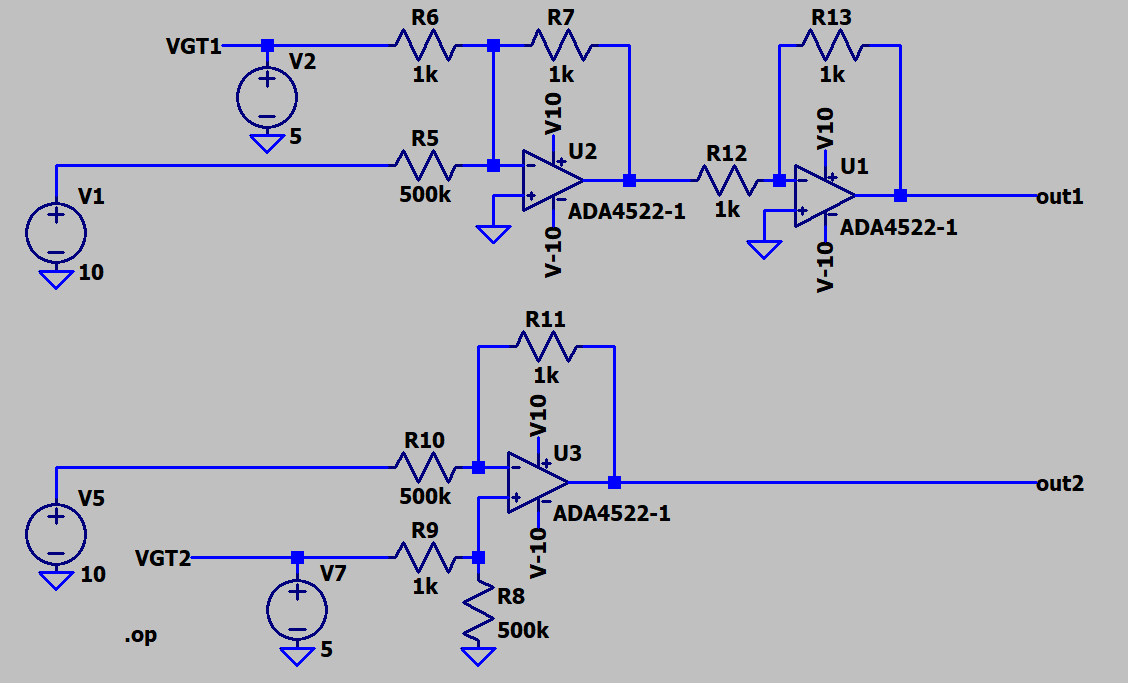 R6
R7
R13
VGT1
V2
1k
1k
1k
5
V10
V10
R5
500k
U2
R12
1k
U1
V1
10
ADA4522-1
ADA4522-1
out1
V-10
V-10
R11
1k
V10
R10
500k
U3
V5
10
ADA4522-1
out2
R9
1k
V-10
VGT2
V7
5
R8
500k
.op